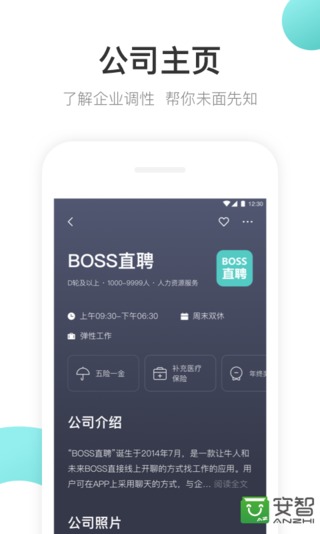 公司主页
了解企业调性 帮你未面先知
12:30
BOSS直聘
D轮及以上·1000-9999人·人力资源服务
BOSS
直聘
上午09:30-下午06:30
周末双休
弹性工作
五险一金
补充医疗
保险
年终
公司介绍
“BOSS直聘”诞生于2014年7月，是一款让牛人和
未来BOSS直接线上开聊的方式找工作的应用。用
户可在APP上采用聊天的方式、与企... 阅读全文
公司照片
安智
ANZHI